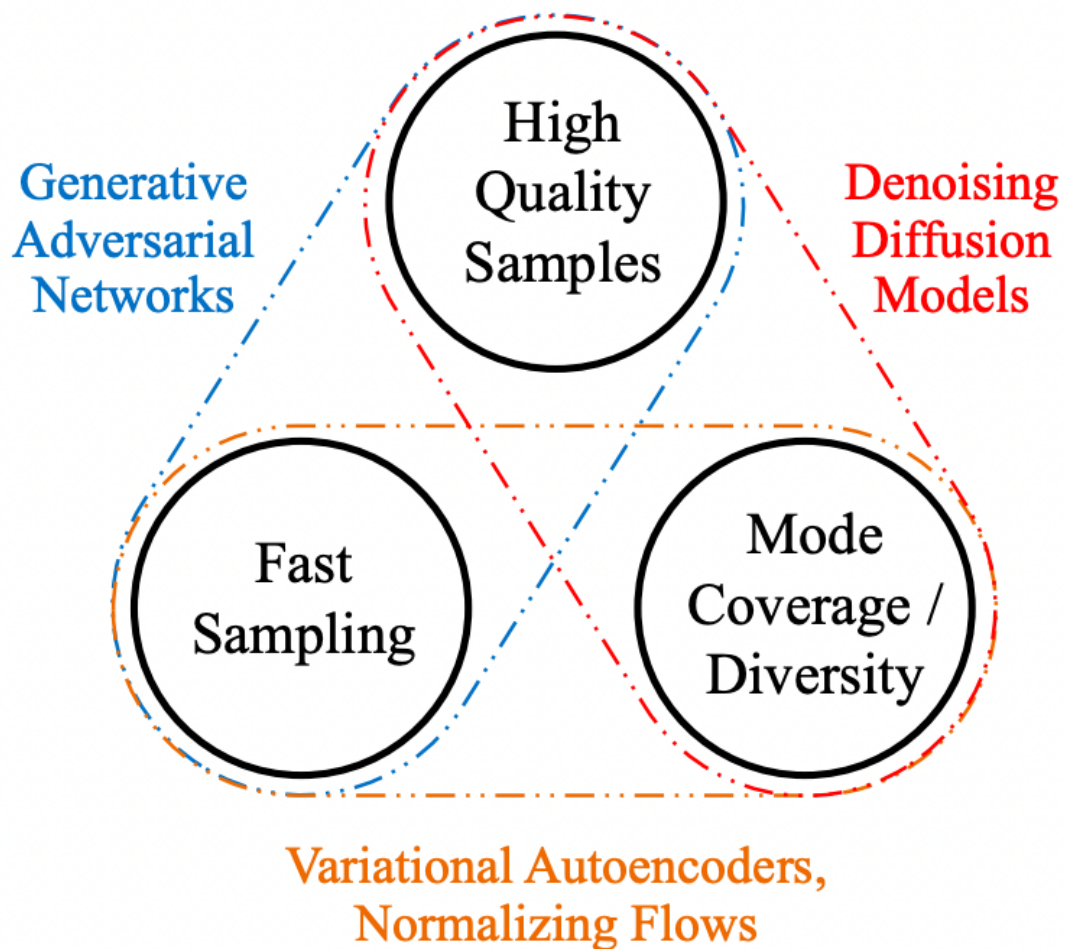 High
Quality
Samples
Generative
Adversarial
Networks
Denoising
Diffusion
Models
Fast
Sampling
Mode
Coverage /
Diversity
Variational Autoencoders,
Normalizing Flows